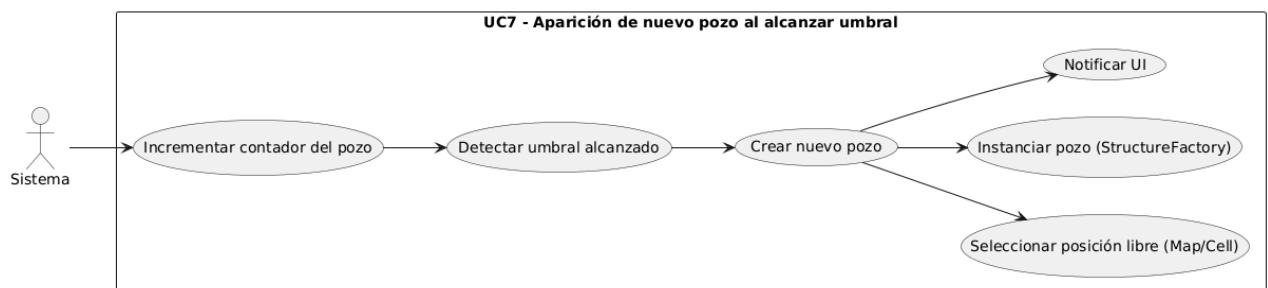 UC7 - Aparición de nuevo pozo al alcanzar umbral
Sistema
Incrementar contador del pozo
Detectar umbral alcanzado
Crear nuevo pozo
Notificar UI
Instanciar pozo (StructureFactory)
Seleccionar posición libre (Map/Cell)